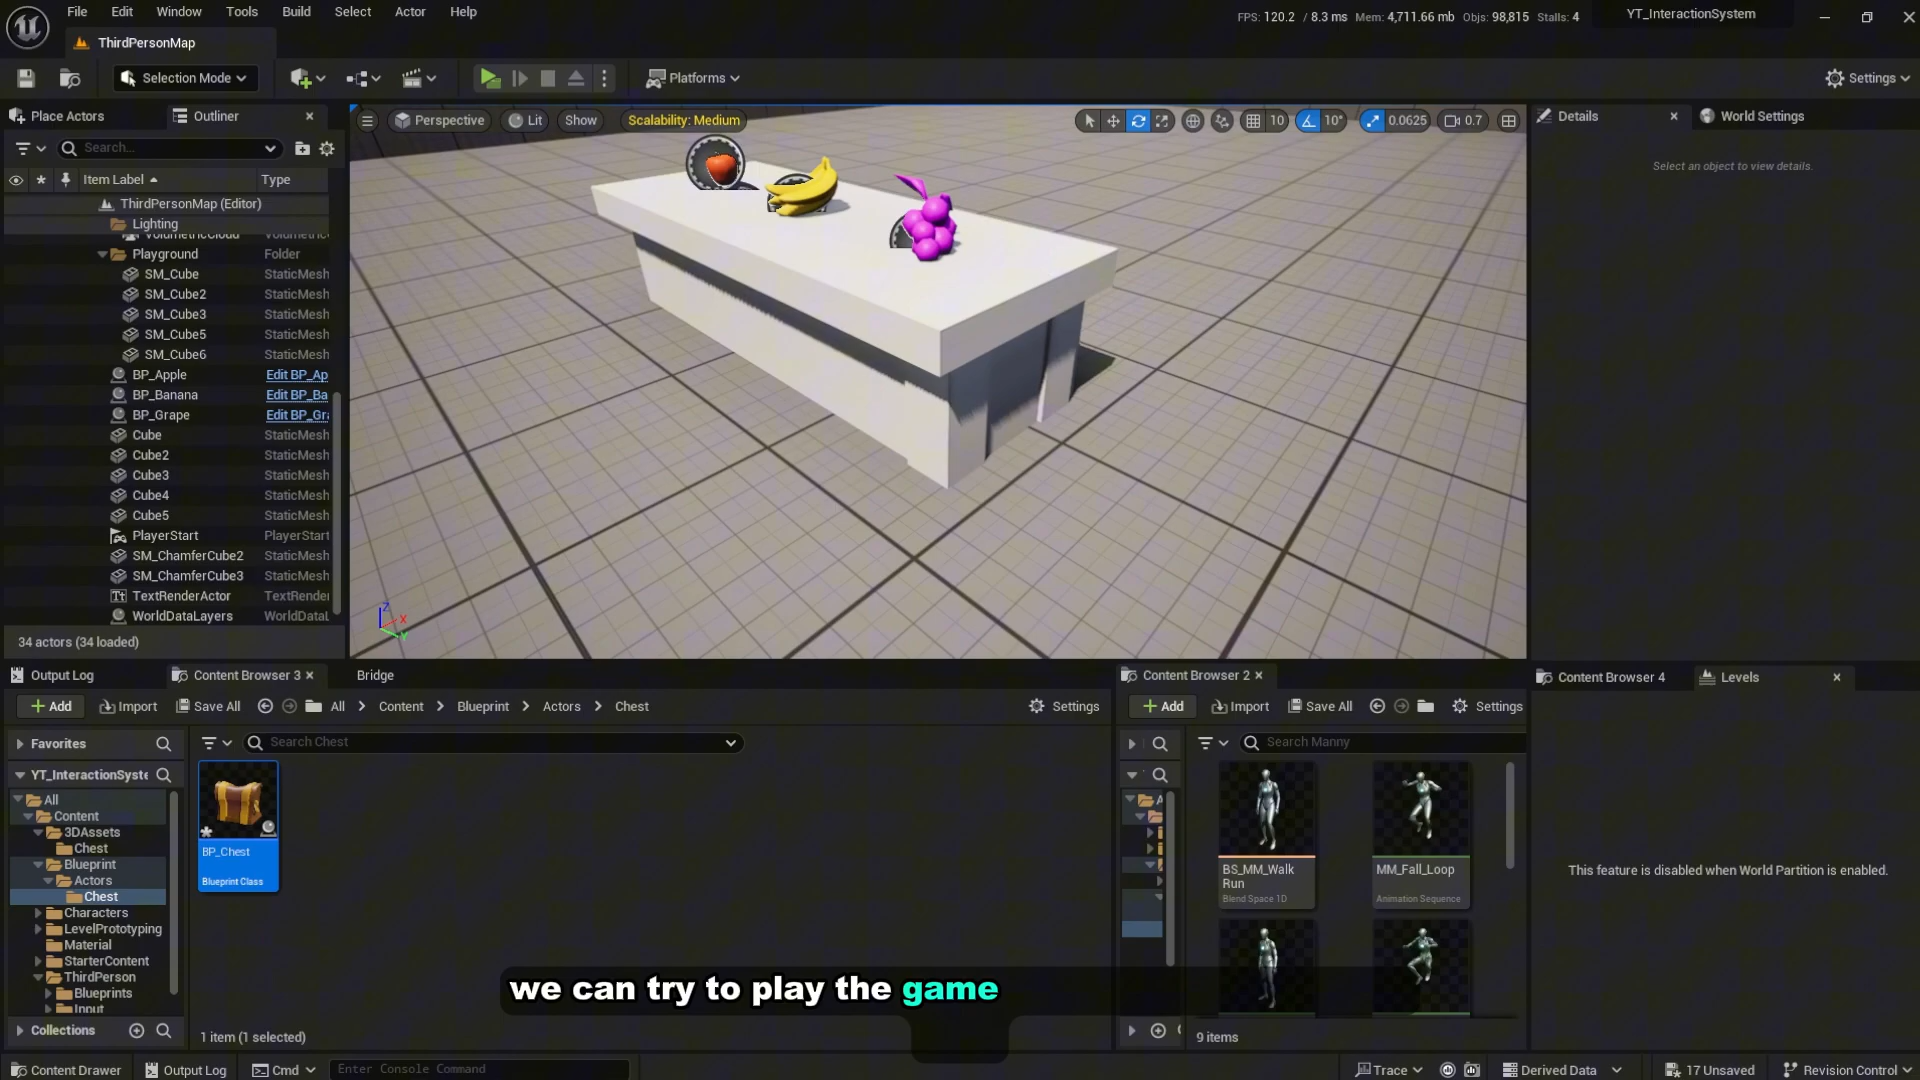 File Edit Window Tools Build Select Actor Help
FPS: 120.2 / 8.3 ms Mem: 4,711.66 mb Objs: 98,815 Stalls: 4
YT_InteractionSystem
ThirdPersonMap
Selection Mode
Platforms
Settings
Place Actors
Outliner
Search...
Item Label
Type
ThirdPersonMap (Editor)
Lighting
VolumetricCloud
Playground Folder
SM_Cube StaticMesh
SM_Cube2 StaticMesh
SM_Cube3 StaticMesh
SM_Cube5 StaticMesh
SM_Cube6 StaticMesh
BP_Apple Edit BP_Ap
BP_Banana Edit BP_Ba
BP_Grape Edit BP_Gra
Cube StaticMesh
Cube2 StaticMesh
Cube3 StaticMesh
Cube4 StaticMesh
Cube5 StaticMesh
PlayerStart PlayerStart
SM_ChamferCube2 StaticMesh
SM_ChamferCube3 StaticMesh
TextRenderActor TextRender
WorldDataLayers WorldDataL
34 actors (34 loaded)
Perspective Lit Show Scalability: Medium
10 10° 0.0625 0.7
Z X Y
Details
World Settings
Select an object to view details.
Output Log
Content Browser 3
Bridge
Add Import Save All All > Content > Blueprint > Actors > Chest Settings
Favorites
Search Chest
YT_InteractionSyste
All
Content
3DAssets
Chest
Blueprint
Actors
Chest
Characters
LevelPrototyping
Material
StarterContent
ThirdPerson
Blueprints
Input
Collections
BP_Chest
Blueprint Class
1 item (1 selected)
Content Browser 2
Add Import Save All Settings
Search Manny
BS_MM_Walk
Run
Blend Space 1D
MM_Fall_Loop
Animation Sequence
9 items
Content Browser 4
Levels
This feature is disabled when World Partition is enabled.
we can try to play the game
Content Drawer Output Log Cmd Enter Console Command
Trace Derived Data 17 Unsaved Revision Control